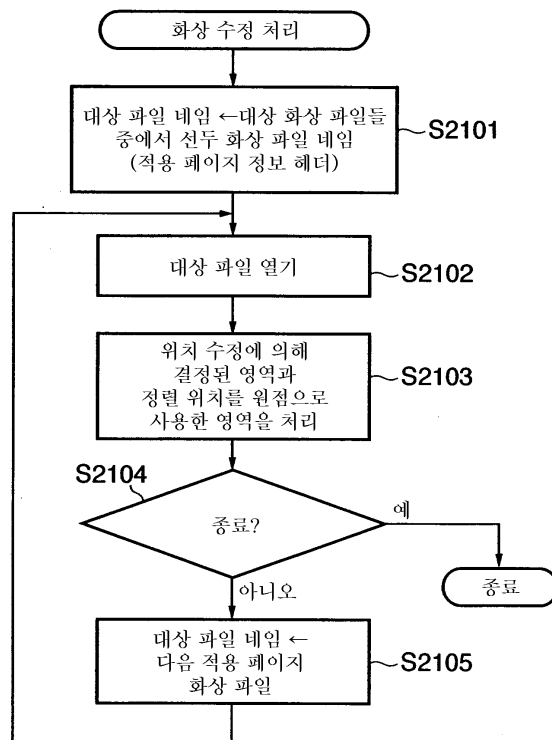 화상 수정 처리
대상 파일 네임 ←대상 화상 파일들
중에서 선두 화상 파일 네임
(적용 페이지 정보 헤더)
S2101
대상 파일 열기
S2102
위치 수정에 의해
결정된 영역과
정렬 위치를 원점으로
사용한 영역을 처리
S2103
S2104
종료?
예
종료
아니오
대상 파일 네임 ←
다음 적용 페이지
화상 파일
S2105